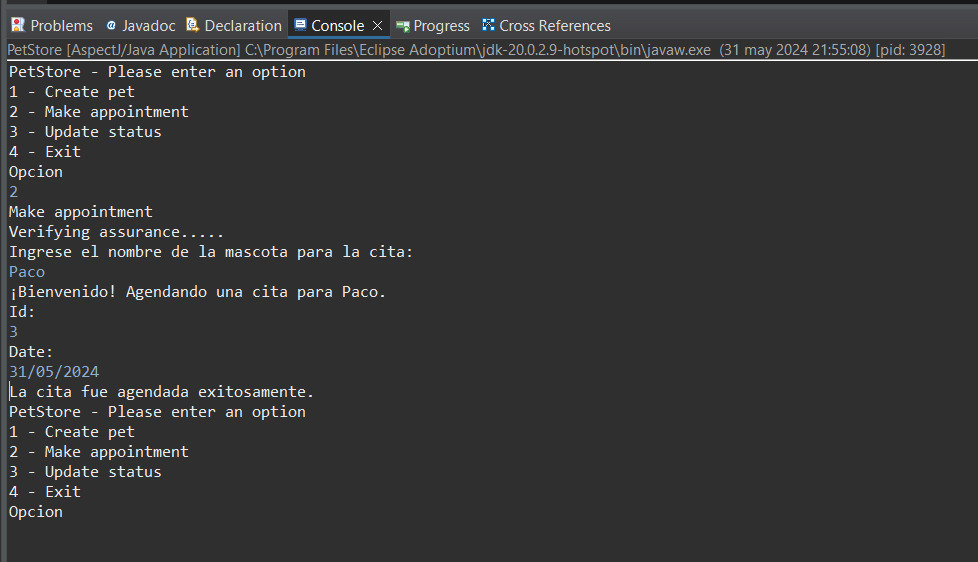 Problems Javadoc Declaration Console Progress Cross References
PetStore [AspectJ/Java Application] C:\Program Files\Eclipse Adoptium\jdk-20.0.2.9-hotspot\bin\javaw.exe (31 may 2024 21:55:08) [pid: 3928]
PetStore - Please enter an option
1 - Create pet
2 - Make appointment
3 - Update status
4 - Exit
Opcion
2
Make appointment
Verifying assurance.....
Ingrese el nombre de la mascota para la cita:
Paco
¡Bienvenido! Agendando una cita para Paco.
Id:
3
Date:
31/05/2024
La cita fue agendada exitosamente.
PetStore - Please enter an option
1 - Create pet
2 - Make appointment
3 - Update status
4 - Exit
Opcion